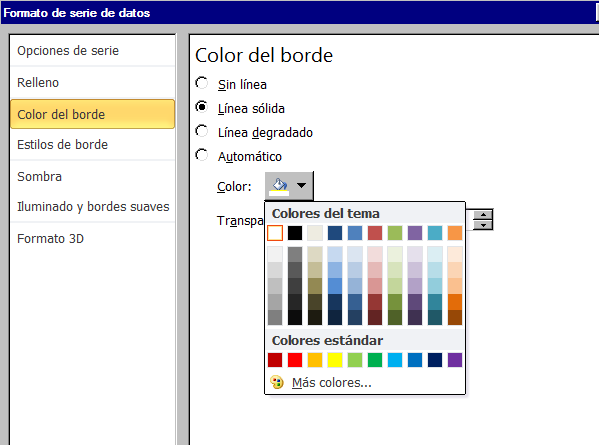 Formato de serie de datos
Opciones de serie
Relleno
Color del borde
Estilos de borde
Sombra
Iluminado y bordes suaves
Formato 3D
Color del borde
Sin línea
Línea sólida
Línea degradado
Automático
Color:
Transpa
Colores del tema
Colores estándar
Más colores...